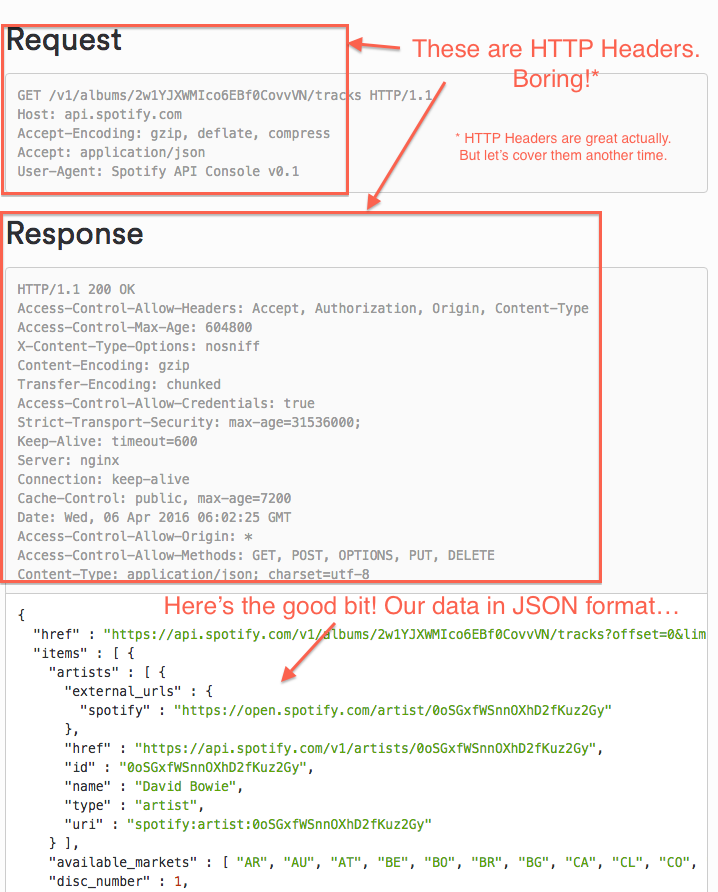 Request
These are HTTP Headers.
Boring!*
GET /v1/albums/2w1YJXWMIco6EBf0CovvVN/tracks HTTP/1.1
Host: api.spotify.com
Accept-Encoding: gzip, deflate, compress
Accept: application/json
User-Agent: Spotify API Console v0.1
* HTTP Headers are great actually.
But let's cover them another time.
Response
HTTP/1.1 200 OK
Access-Control-Allow-Headers: Accept, Authorization, Origin, Content-Type
Access-Control-Max-Age: 604800
X-Content-Type-Options: nosniff
Content-Encoding: gzip
Transfer-Encoding: chunked
Access-Control-Allow-Credentials: true
Strict-Transport-Security: max-age=31536000;
Keep-Alive: timeout=600
Server: nginx
Connection: keep-alive
Cache-Control: public, max-age=7200
Date: Wed, 06 Apr 2016 06:02:25 GMT
Access-Control-Allow-Origin: *
Access-Control-Allow-Methods: GET, POST, OPTIONS, PUT, DELETE
Content-Type: application/json; charset=utf-8
Here's the good bit! Our data in JSON format…
{
"href" : "https://api.spotify.com/v1/albums/2w1YJXWMIco6EBf0CovvVN/tracks?offset=0&lim
"items" : [ {
"artists" : [ {
"external_urls" : {
"spotify" : "https://open.spotify.com/artist/0oSGxfWSnnOXhD2fKuz2Gy"
},
"href" : "https://api.spotify.com/v1/artists/0oSGxfWSnnOXhD2fKuz2Gy",
"id" : "0oSGxfWSnnOXhD2fKuz2Gy",
"name" : "David Bowie",
"type" : "artist",
"uri" : "spotify:artist:0oSGxfWSnnOXhD2fKuz2Gy"
} ],
"available_markets" : [ "AR", "AU", "AT", "BE", "BO", "BR", "BG", "CA", "CL", "CO",
"disc_number" : 1,